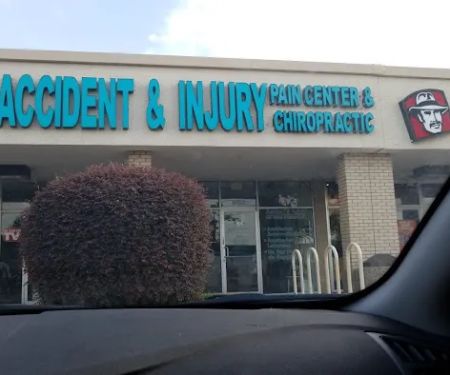 ACCIDENT & INJURY
PAIN CENTER &
CHIROPRACTIC